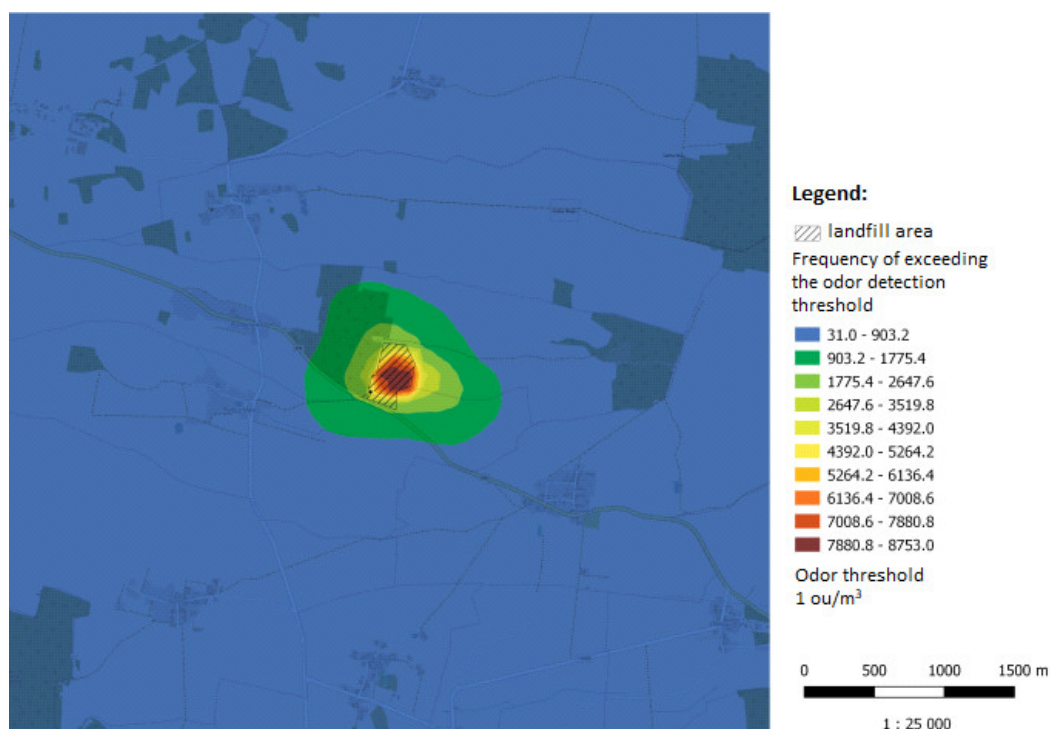 Legend:
landfill area
Frequency of exceeding
the odor detection
threshold
31.0 - 903.2
903.2 - 1775.4
1775.4 - 2647.6
2647.6 - 3519.8
3519.8 - 4392.0
4392.0 - 5264.2
5264.2 - 6136.4
6136.4 - 7008.6
7008.6 - 7880.8
7880.8 - 8753.0
Odor threshold
1 ou/m³
0 500 1000 1500 m
1 : 25 000